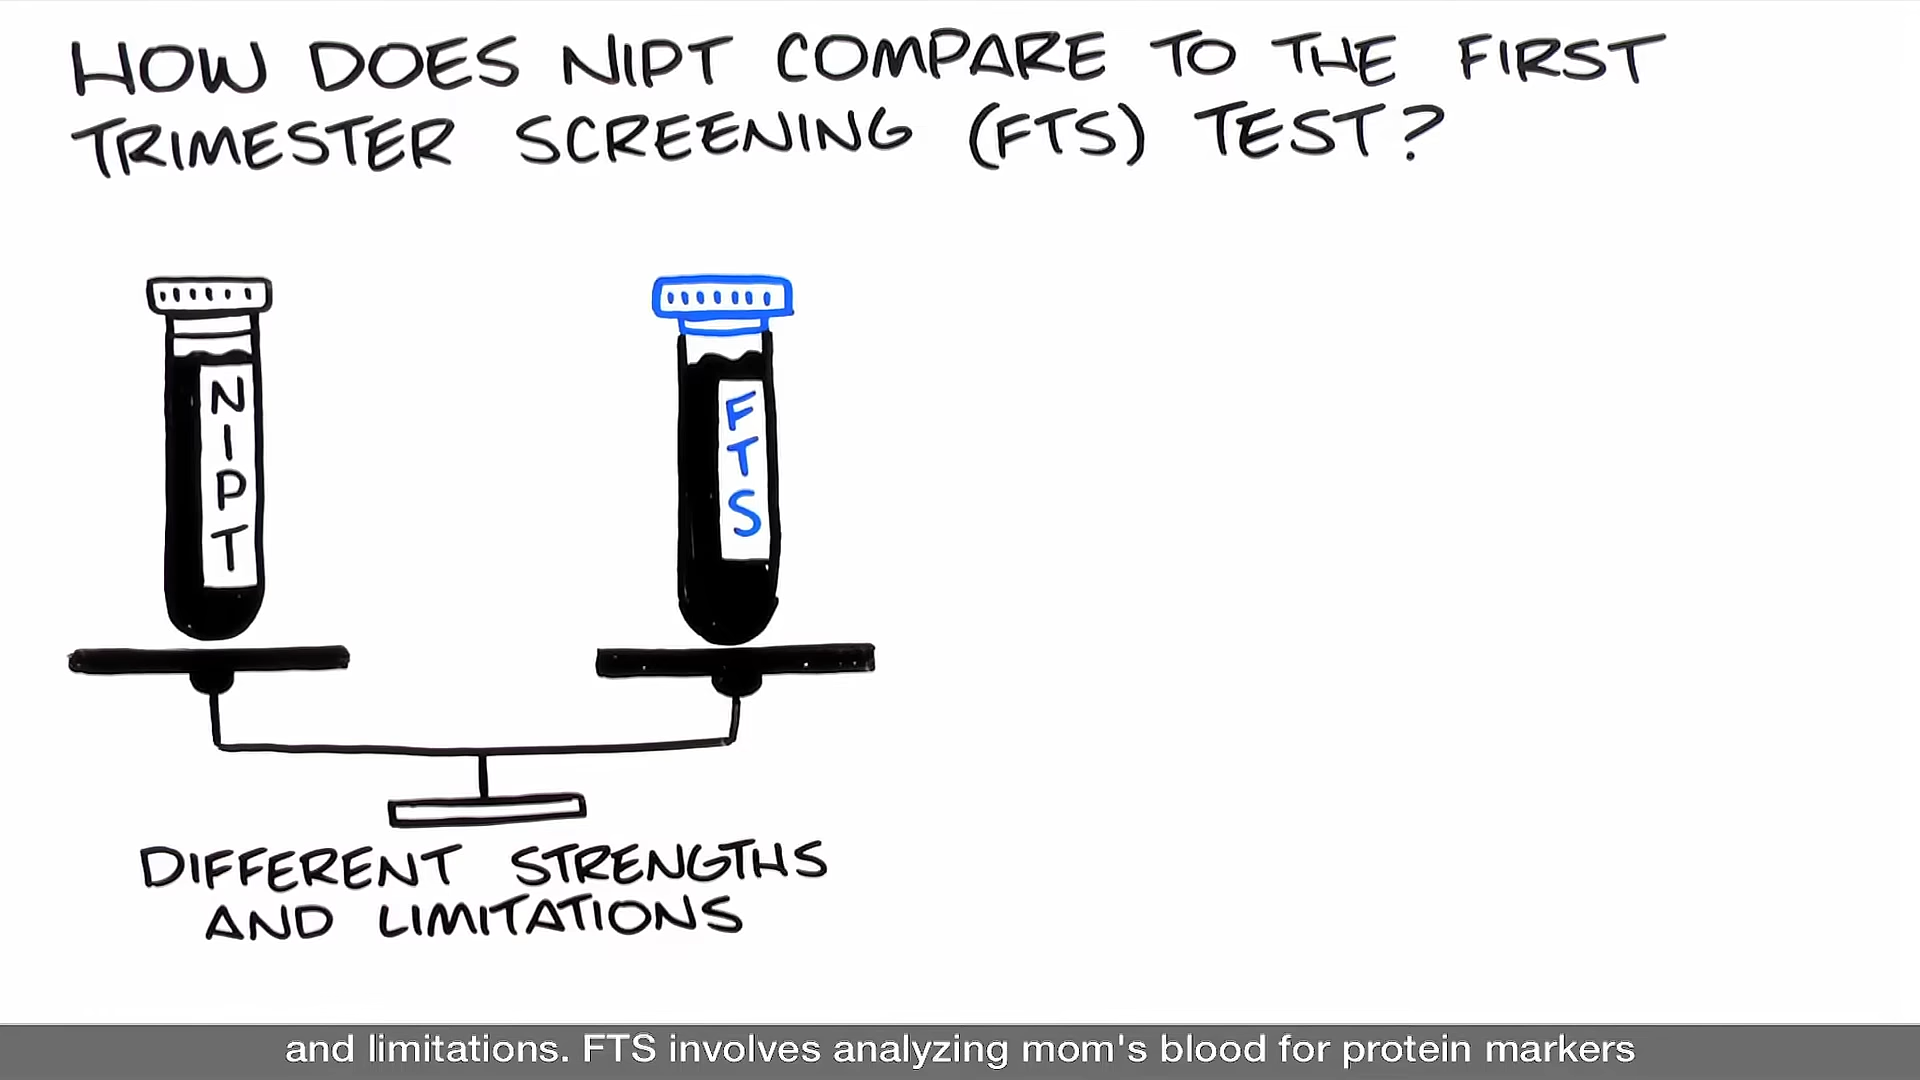 HOW DOES NIPT COMPARE TO THE FIRST
TRIMESTER SCREENING (FTS) TEST?
NIPT
FTS
DIFFERENT STRENGTHS
AND LIMITATIONS
and limitations. FTS involves analyzing mom's blood for protein markers